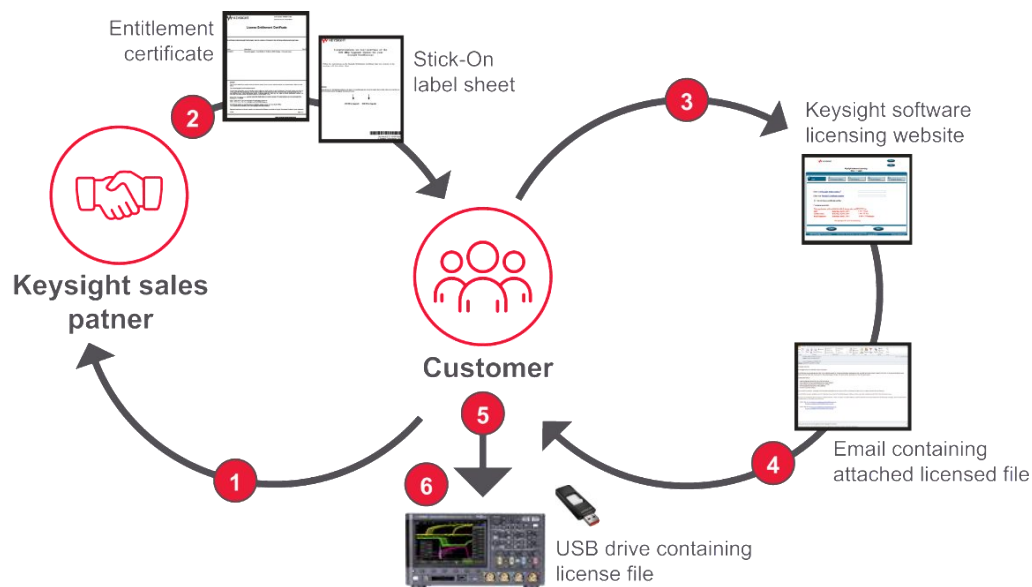 Entitlement
certificate
Stick-On
label sheet
2
3
Keysight software
licensing website
Keysight sales
patner
Customer
5
1
6
4
Email containing
attached licensed file
USB drive containing
license file